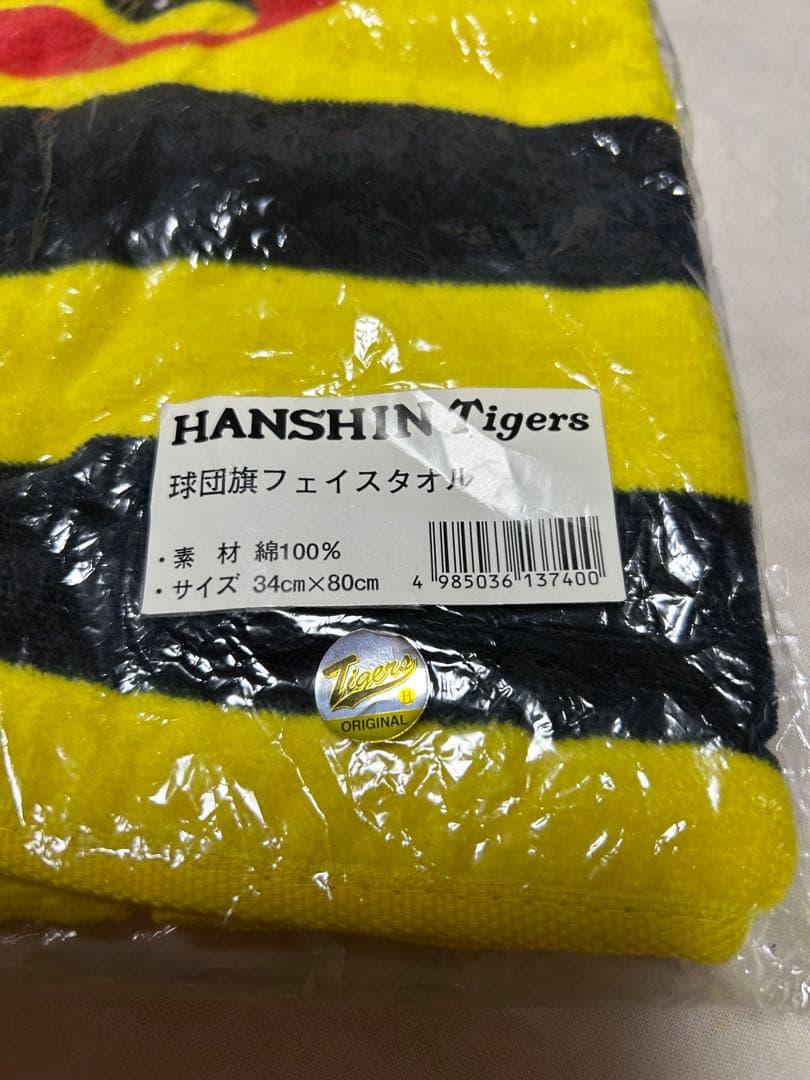 HANSHIN Tigers
球団旗フェイスタオル
・素　材 綿100%
・サイズ 34cm×80cm
4 985036 137400
Tigers
ORIGINAL